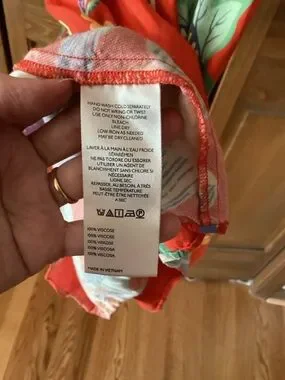 HAND WASH COLD SEPARATELY
DO NOT WRING OR TWIST
USE ONLY NON-CHLORINE
BLEACH
LINE DRY
LOW IRON AS NEEDED
MAY BE DRYCLEANED
LAVER À LA MAIN À L'EAU FROIDE
SÉPARÉMENT
NE PAS TORDRE OU ESSORER
UTILISER UN AGENT DE
BLANCHIMENT SANS CHLORE SI
NÉCESSAIRE
REPASSER, AU BESOIN, À TRÈS
BASSE TEMPÉRATURE
PEUT ÊTRE NETTOYÉ
A SEC
100% VISCOSE
100% VISCOSE
100% VISCOSE
100% VISCOSE
100% VISCOSA
MADE IN VIETNAM